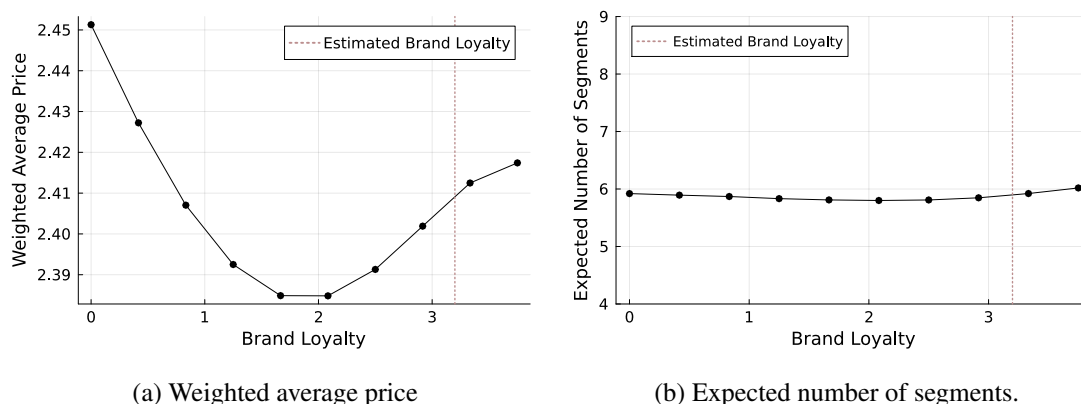 Weighted Average Price
2.45
2.44
2.43
2.42
2.41
2.40
2.39
0
1
2
3
Brand Loyalty
Estimated Brand Loyalty
(a) Weighted average price
Expected Number of Segments
9
8
7
6
5
4
0
1
2
3
Brand Loyalty
Estimated Brand Loyalty
(b) Expected number of segments.